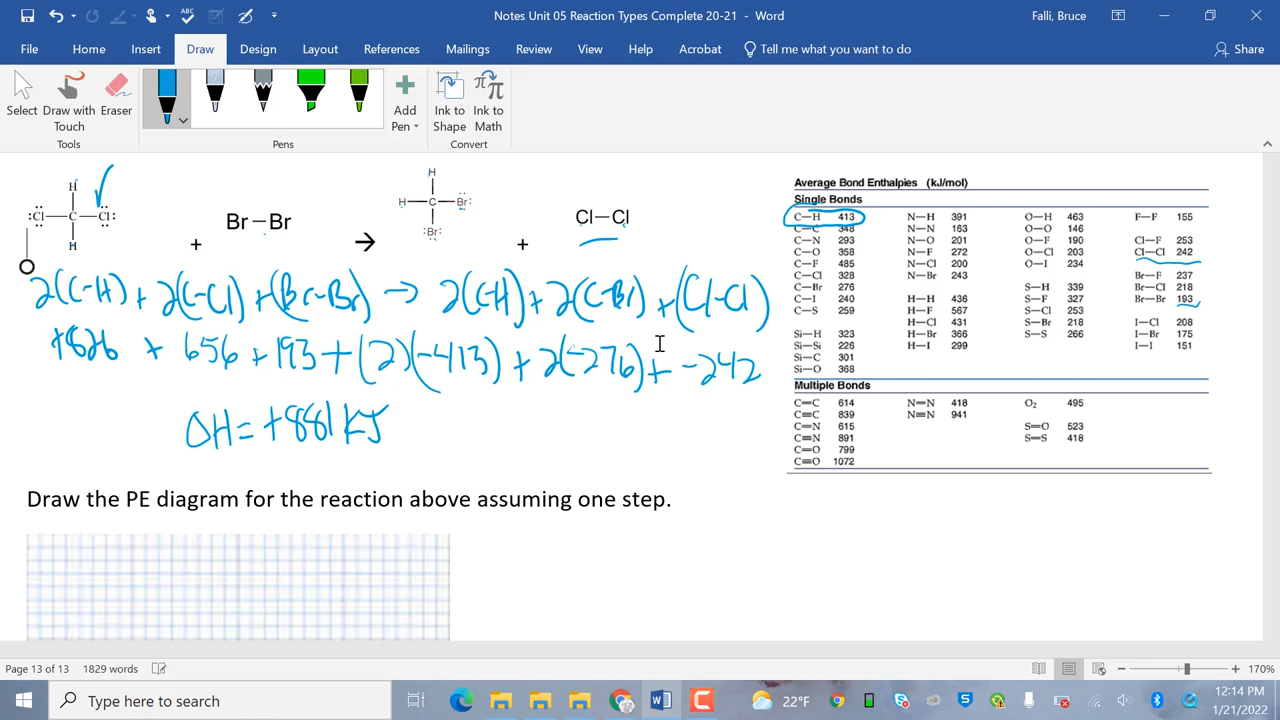 Notes Unit 05 Reaction Types Complete 20-21 - Word
Falli, Bruce
File Home Insert Draw Design Layout References Mailings Review View Help Acrobat Tell me what you want to do Share
Select Draw with Touch Eraser Add Pen Ink to Shape Ink to Math
Tools Pens Convert
H
:Cl—C—Cl:
H
+
Br—Br
→
H
H—C—Br:
:Br:
+
Cl—Cl
2(C-H) + 2(C-Cl) + (Br-Br) → 2(C-H) + 2(C-Br) + (Cl-Cl)
+826 + 656 + 193 + (2)(-413) + 2(-276) + -242
ΔH = +881 KJ
Draw the PE diagram for the reaction above assuming one step.
Average Bond Enthalpies (kJ/mol)
Single Bonds
C—H 413 N—H 391 O—H 463 F—F 155
C—C 348 N—N 163 O—O 146
C—N 293 N—O 201 O—F 190 Cl—F 253
C—O 358 N—F 272 O—Cl 203 Cl—Cl 242
C—F 485 N—Cl 200 O—I 234
C—Cl 328 N—Br 243 Br—F 237
C—Br 276 S—H 339 Br—Cl 218
C—I 240 H—H 436 S—F 327 Br—Br 193
C—S 259 H—F 567 S—Cl 253
H—Cl 431 S—Br 218 I—Cl 208
Si—H 323 H—Br 366 S—S 266 I—Br 175
Si—Si 226 H—I 299 I—I 151
Si—C 301
Si—O 368
Multiple Bonds
C=C 614 N=N 418 O₂ 495
C≡C 839 N≡N 941
C=N 615 S=O 523
C≡N 891 S=S 418
C=O 799
C≡O 1072
Page 13 of 13 1829 words 170%
Type here to search
22°F
12:14 PM
1/21/2022